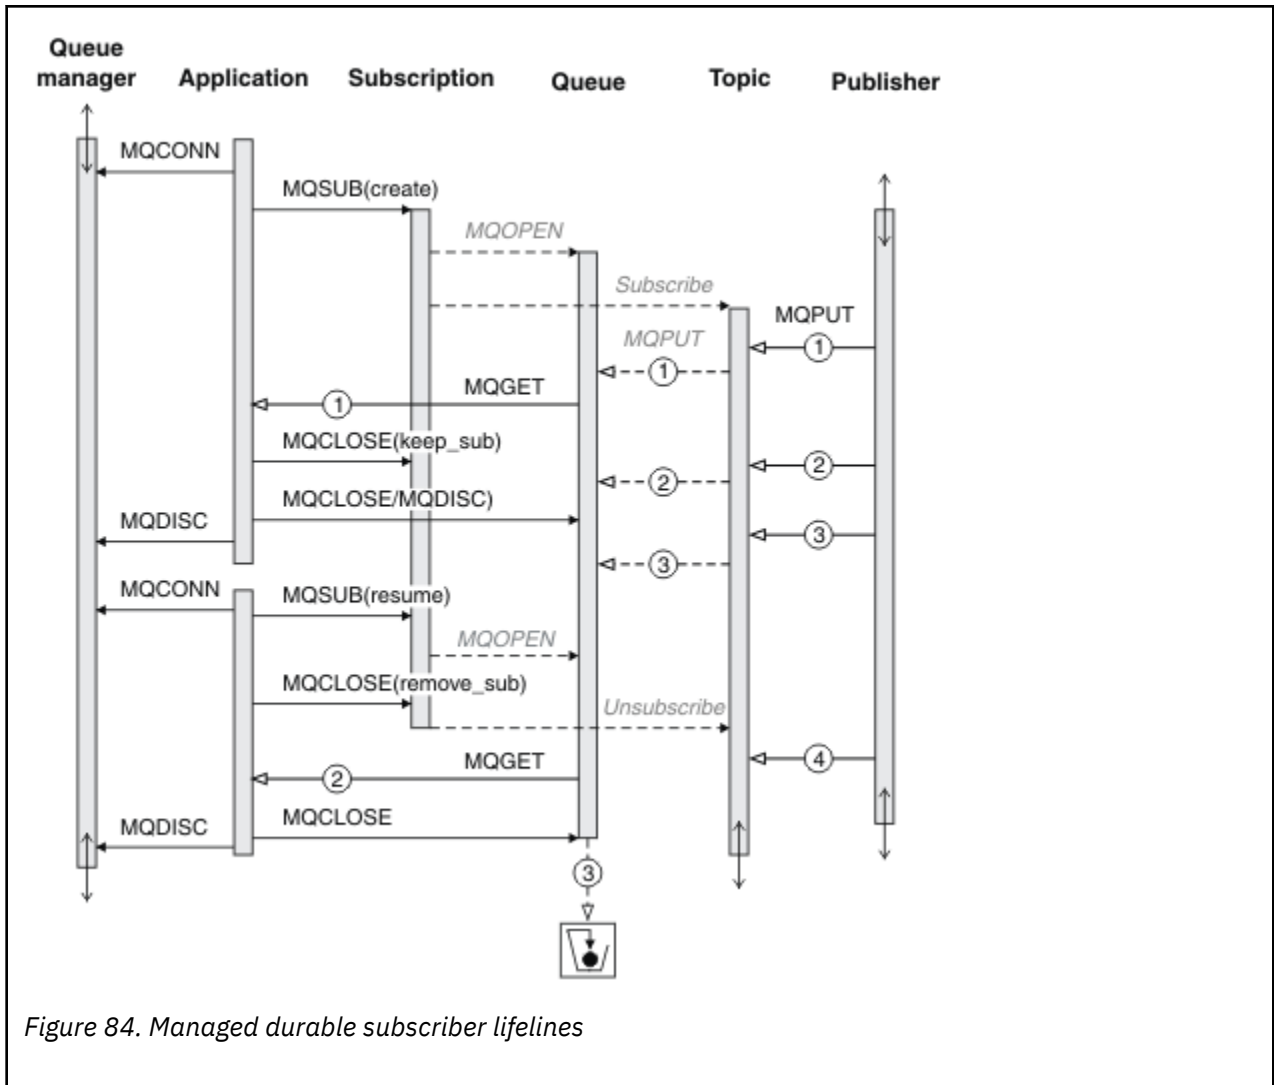 Queue
manager
Application
Subscription
Queue
Topic
Publisher
MQCONN
MQSUB(create)
MQOPEN
Subscribe
MQPUT
1
MQPUT
1
MQGET
1
MQCLOSE(keep_sub)
2
2
MQCLOSE/MQDISC)
MQDISC
3
3
MQCONN
MQSUB(resume)
MQOPEN
MQCLOSE(remove_sub)
Unsubscribe
4
MQGET
2
MQCLOSE
MQDISC
3
Figure 84. Managed durable subscriber lifelines